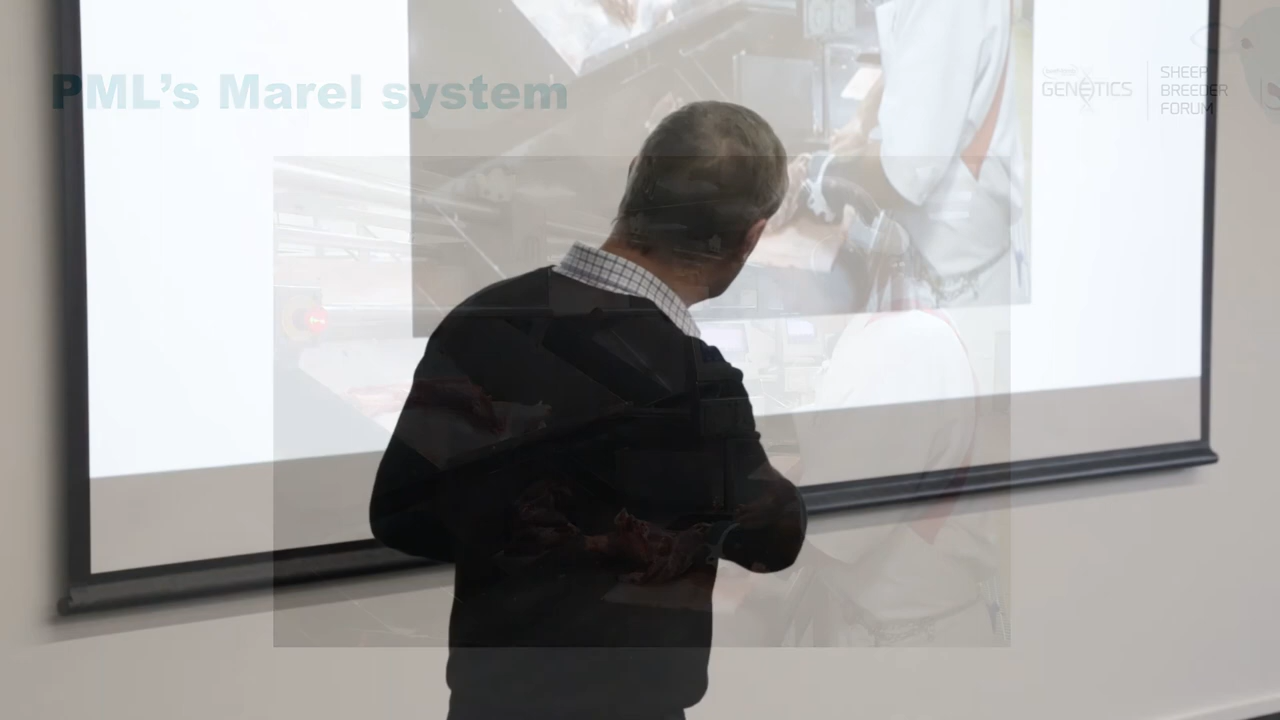 PML's Marel system
GENETICS
SHEEP
BREEDER
FORUM